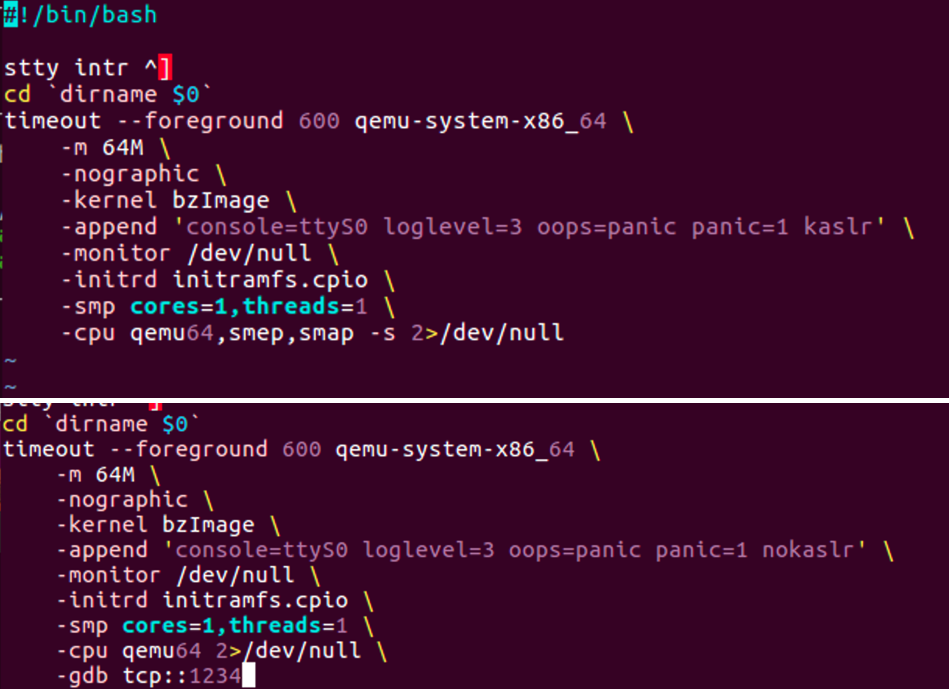 #!/bin/bash
stty intr ^]
cd `dirname $0`
timeout --foreground 600 qemu-system-x86_64 \
-m 64M \
-nographic \
-kernel bzImage \
-append 'console=ttyS0 loglevel=3 oops=panic panic=1 kaslr' \
-monitor /dev/null \
-initrd initramfs.cpio \
-smp cores=1,threads=1 \
-cpu qemu64,smep,smap -s 2>/dev/null
~
~
stty intr ^]
cd `dirname $0`
timeout --foreground 600 qemu-system-x86_64 \
-m 64M \
-nographic \
-kernel bzImage \
-append 'console=ttyS0 loglevel=3 oops=panic panic=1 nokaslr' \
-monitor /dev/null \
-initrd initramfs.cpio \
-smp cores=1,threads=1 \
-cpu qemu64 2>/dev/null \
-gdb tcp::1234